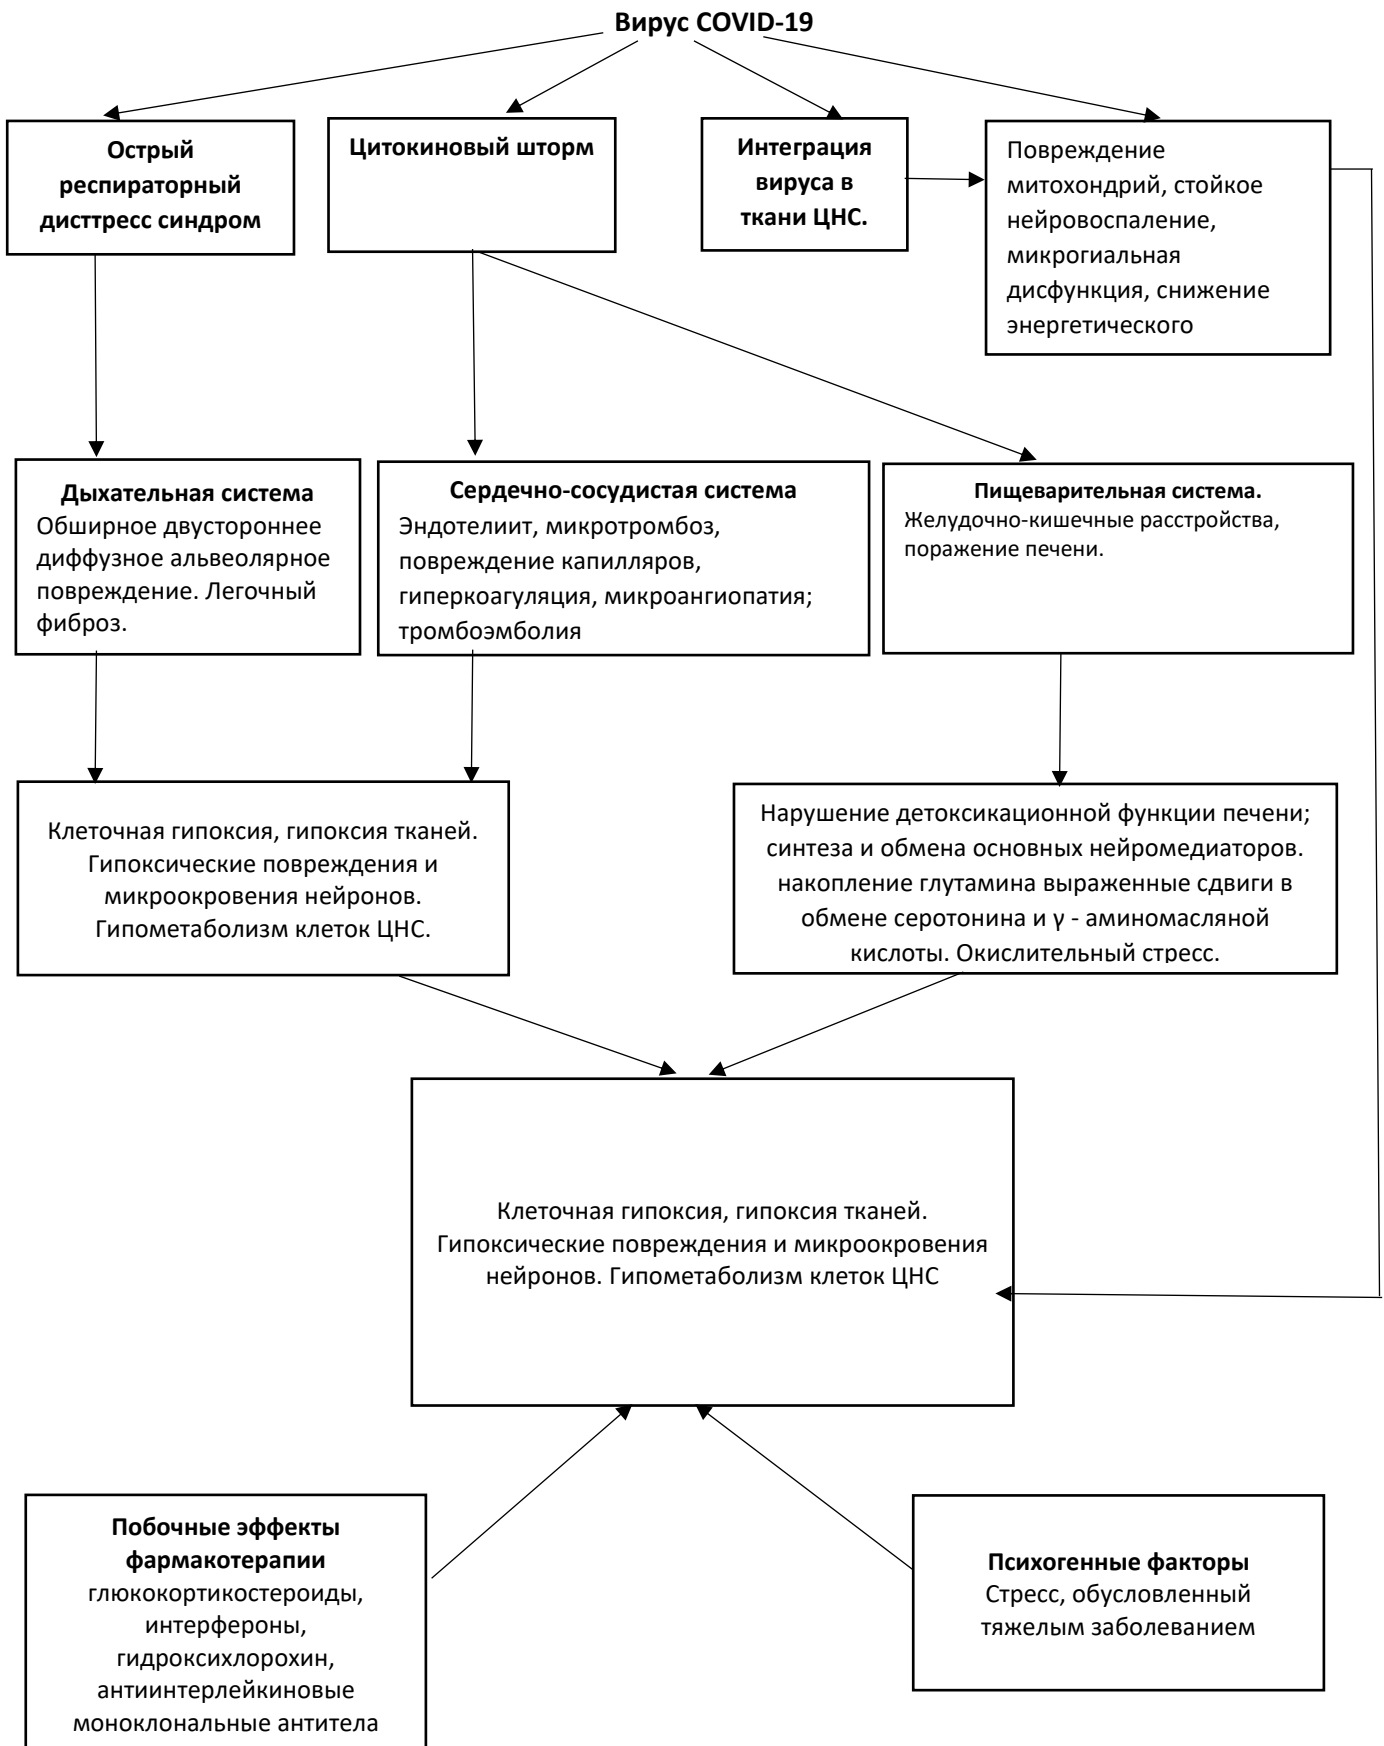 Вирус COVID-19
Острый
респираторный
дисттресс синдром
Цитокиновый шторм
Интеграция
вируса в
ткани ЦНС.
Повреждение
митохондрий, стойкое
нейровоспаление,
микрогиальная
дисфункция, снижение
энергетического
Дыхательная система
Обширное двустороннее
диффузное альвеолярное
повреждение. Легочный
фиброз.
Сердечно-сосудистая система
Эндотелиит, микротромбоз,
повреждение капилляров,
гиперкоагуляция, микроангиопатия;
тромбоэмболия
Пищеварительная система.
Желудочно-кишечные расстройства,
поражение печени.
Клеточная гипоксия, гипоксия тканей.
Гипоксические повреждения и
микроокровения нейронов.
Гипометаболизм клеток ЦНС.
Нарушение детоксикационной функции печени;
синтеза и обмена основных нейромедиаторов.
накопление глутамина выраженные сдвиги в
обмене серотонина и γ - аминомасляной
кислоты. Окислительный стресс.
Клеточная гипоксия, гипоксия тканей.
Гипоксические повреждения и микроокровения
нейронов. Гипометаболизм клеток ЦНС
Побочные эффекты
фармакотерапии
глюкокортикостероиды,
интерфероны,
гидроксихлорохин,
антиинтерлейкиновые
моноклональные антитела
Психогенные факторы
Стресс, обусловленный
тяжелым заболеванием